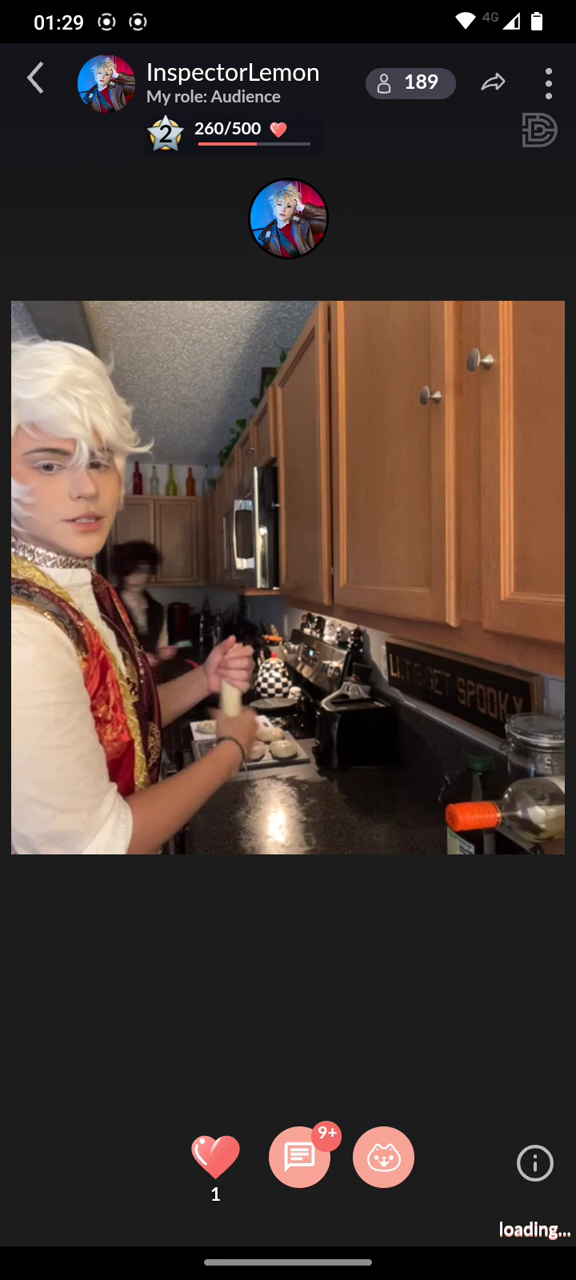 01:29
4G
InspectorLemon
189
My role: Audience
2
260/500
LET'S GET SPOOKY
9+
1
loading...